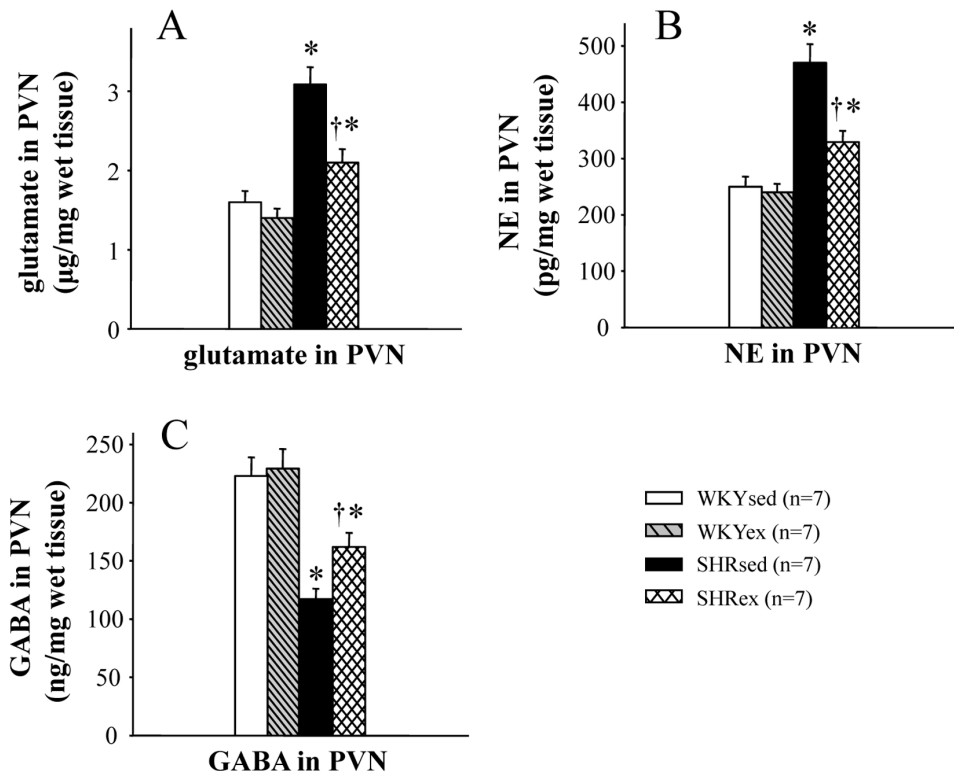 A
glutamate in PVN
(µg/mg wet tissue)
3
2
1
0
*
†*
glutamate in PVN
B
NE in PVN
(pg/mg wet tissue)
500
400
300
200
100
0
*
†*
NE in PVN
C
GABA in PVN
(ng/mg wet tissue)
250
200
150
100
50
0
*
†*
GABA in PVN
WKYsed (n=7)
WKYex (n=7)
SHRsed (n=7)
SHRex (n=7)